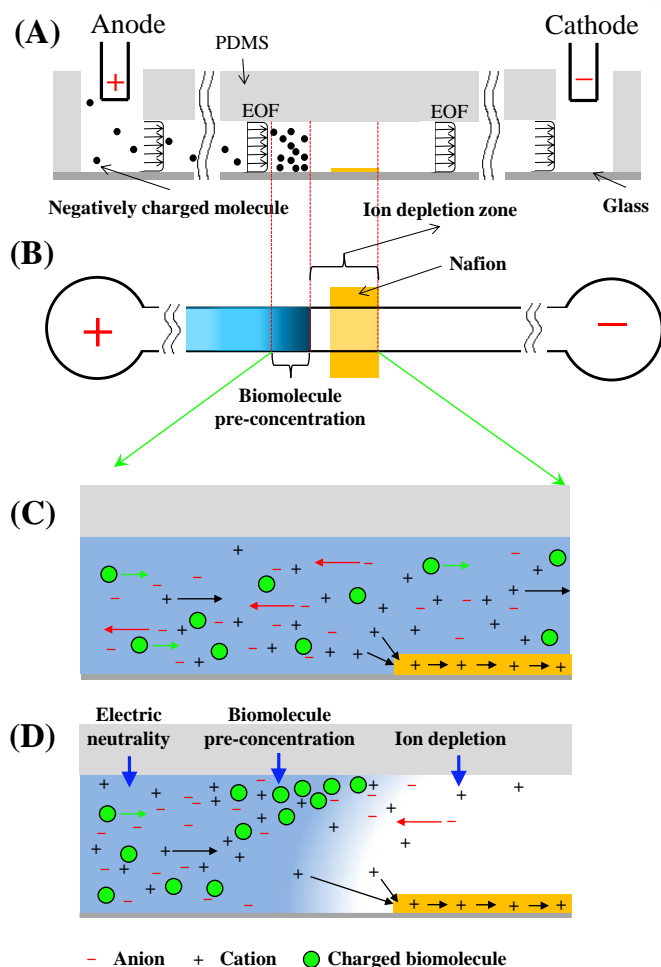 (A)
Anode
Cathode
+
−
PDMS
EOF
EOF
Negatively charged molecule
Glass
Ion depletion zone
(B)
Nafion
+
−
Biomolecule
pre-concentration
(C)
+ + + +
(D)
Electric
neutrality
Biomolecule
pre-concentration
Ion depletion
+ + + +
− Anion + Cation Charged biomolecule